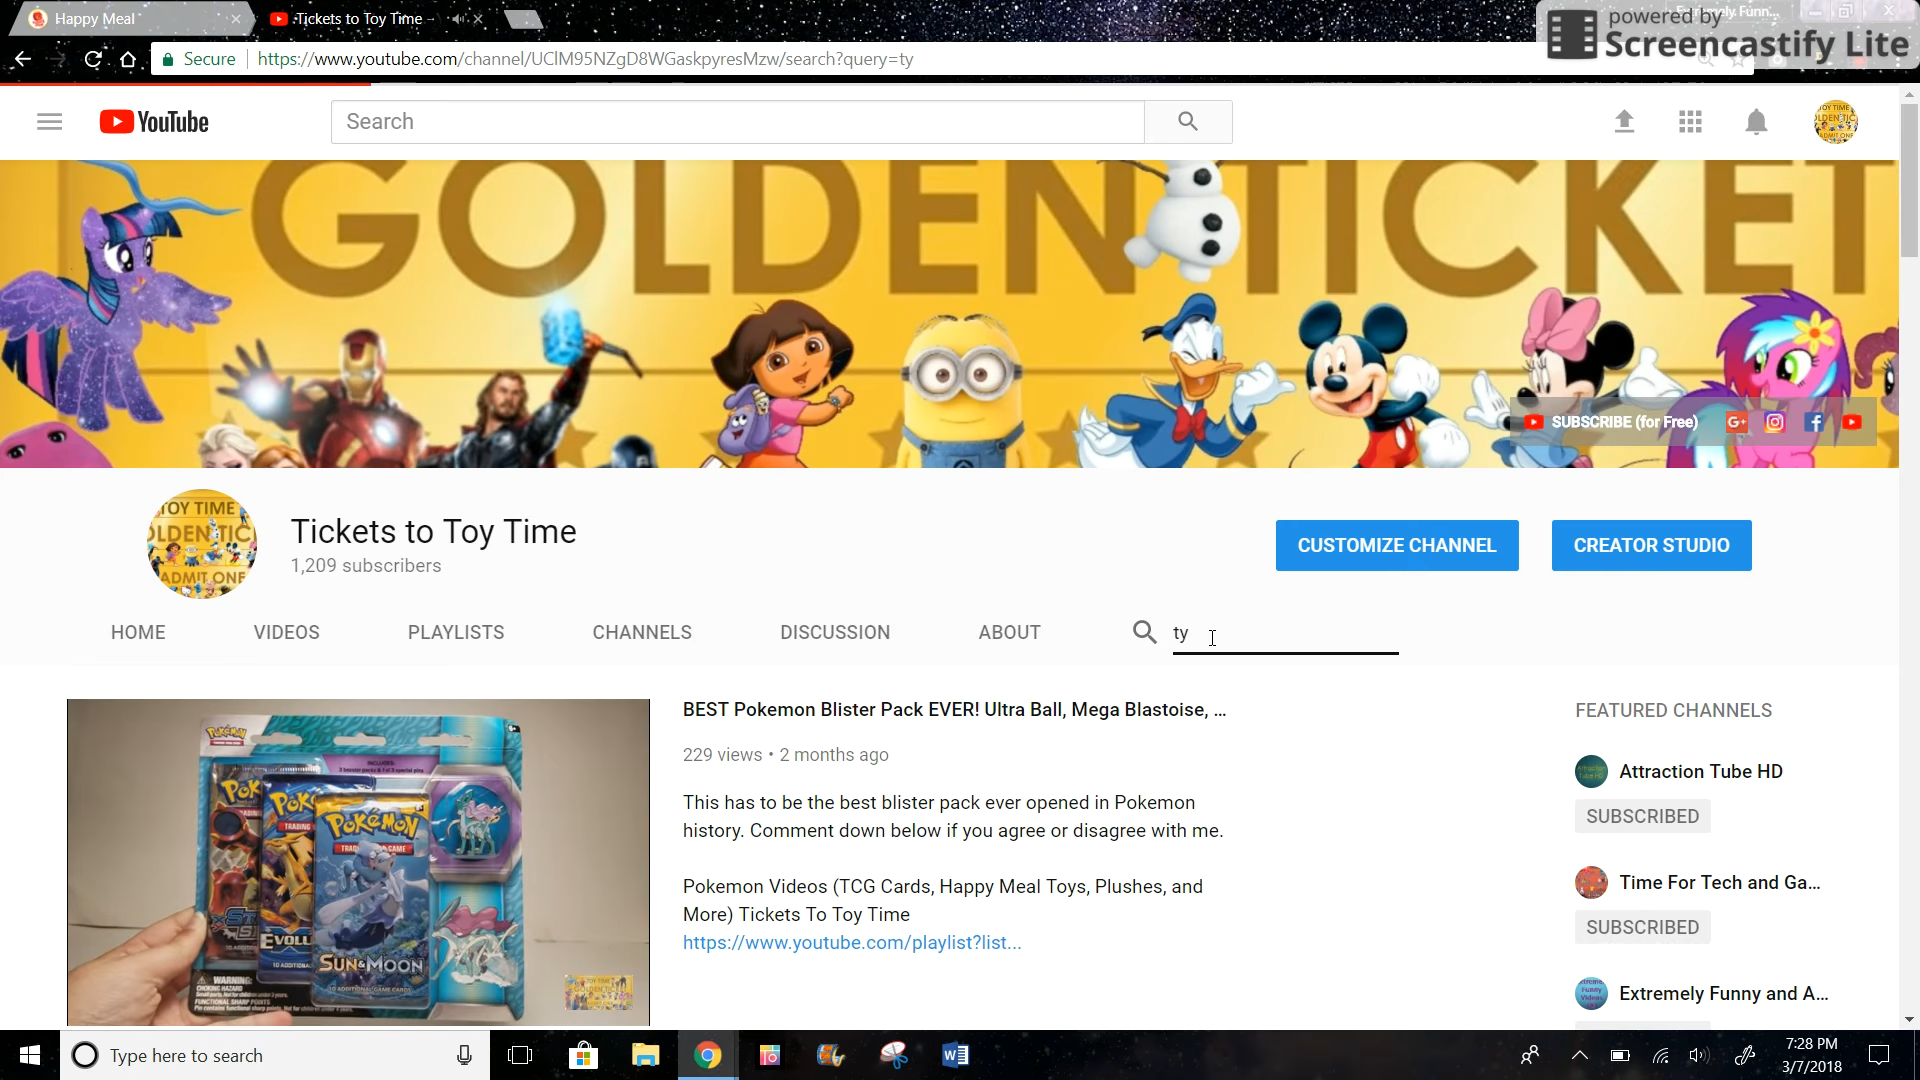 Happy Meal
Tickets to Toy Time
powered by
Screencastify Lite
Secure
https://www.youtube.com/channel/UClM95NZgD8WGaskpyresMzw/search?query=ty
YouTube
Search
GOLDEN TICKET
SUBSCRIBE (for Free)
TOY TIME
ADMIT ONE
Tickets to Toy Time
1,209 subscribers
CUSTOMIZE CHANNEL
CREATOR STUDIO
HOME
VIDEOS
PLAYLISTS
CHANNELS
DISCUSSION
ABOUT
ty
BEST Pokemon Blister Pack EVER! Ultra Ball, Mega Blastoise, ...
229 views • 2 months ago
This has to be the best blister pack ever opened in Pokemon
history. Comment down below if you agree or disagree with me.
Pokemon Videos (TCG Cards, Happy Meal Toys, Plushes, and
More) Tickets To Toy Time
https://www.youtube.com/playlist?list...
POKéMON
Pokémon
SUN & MOON
WARNING:
CHOKING HAZARD
FEATURED CHANNELS
Attraction Tube HD
SUBSCRIBED
Time For Tech and Ga...
SUBSCRIBED
Extremely Funny and A...
Type here to search
7:28 PM
3/7/2018